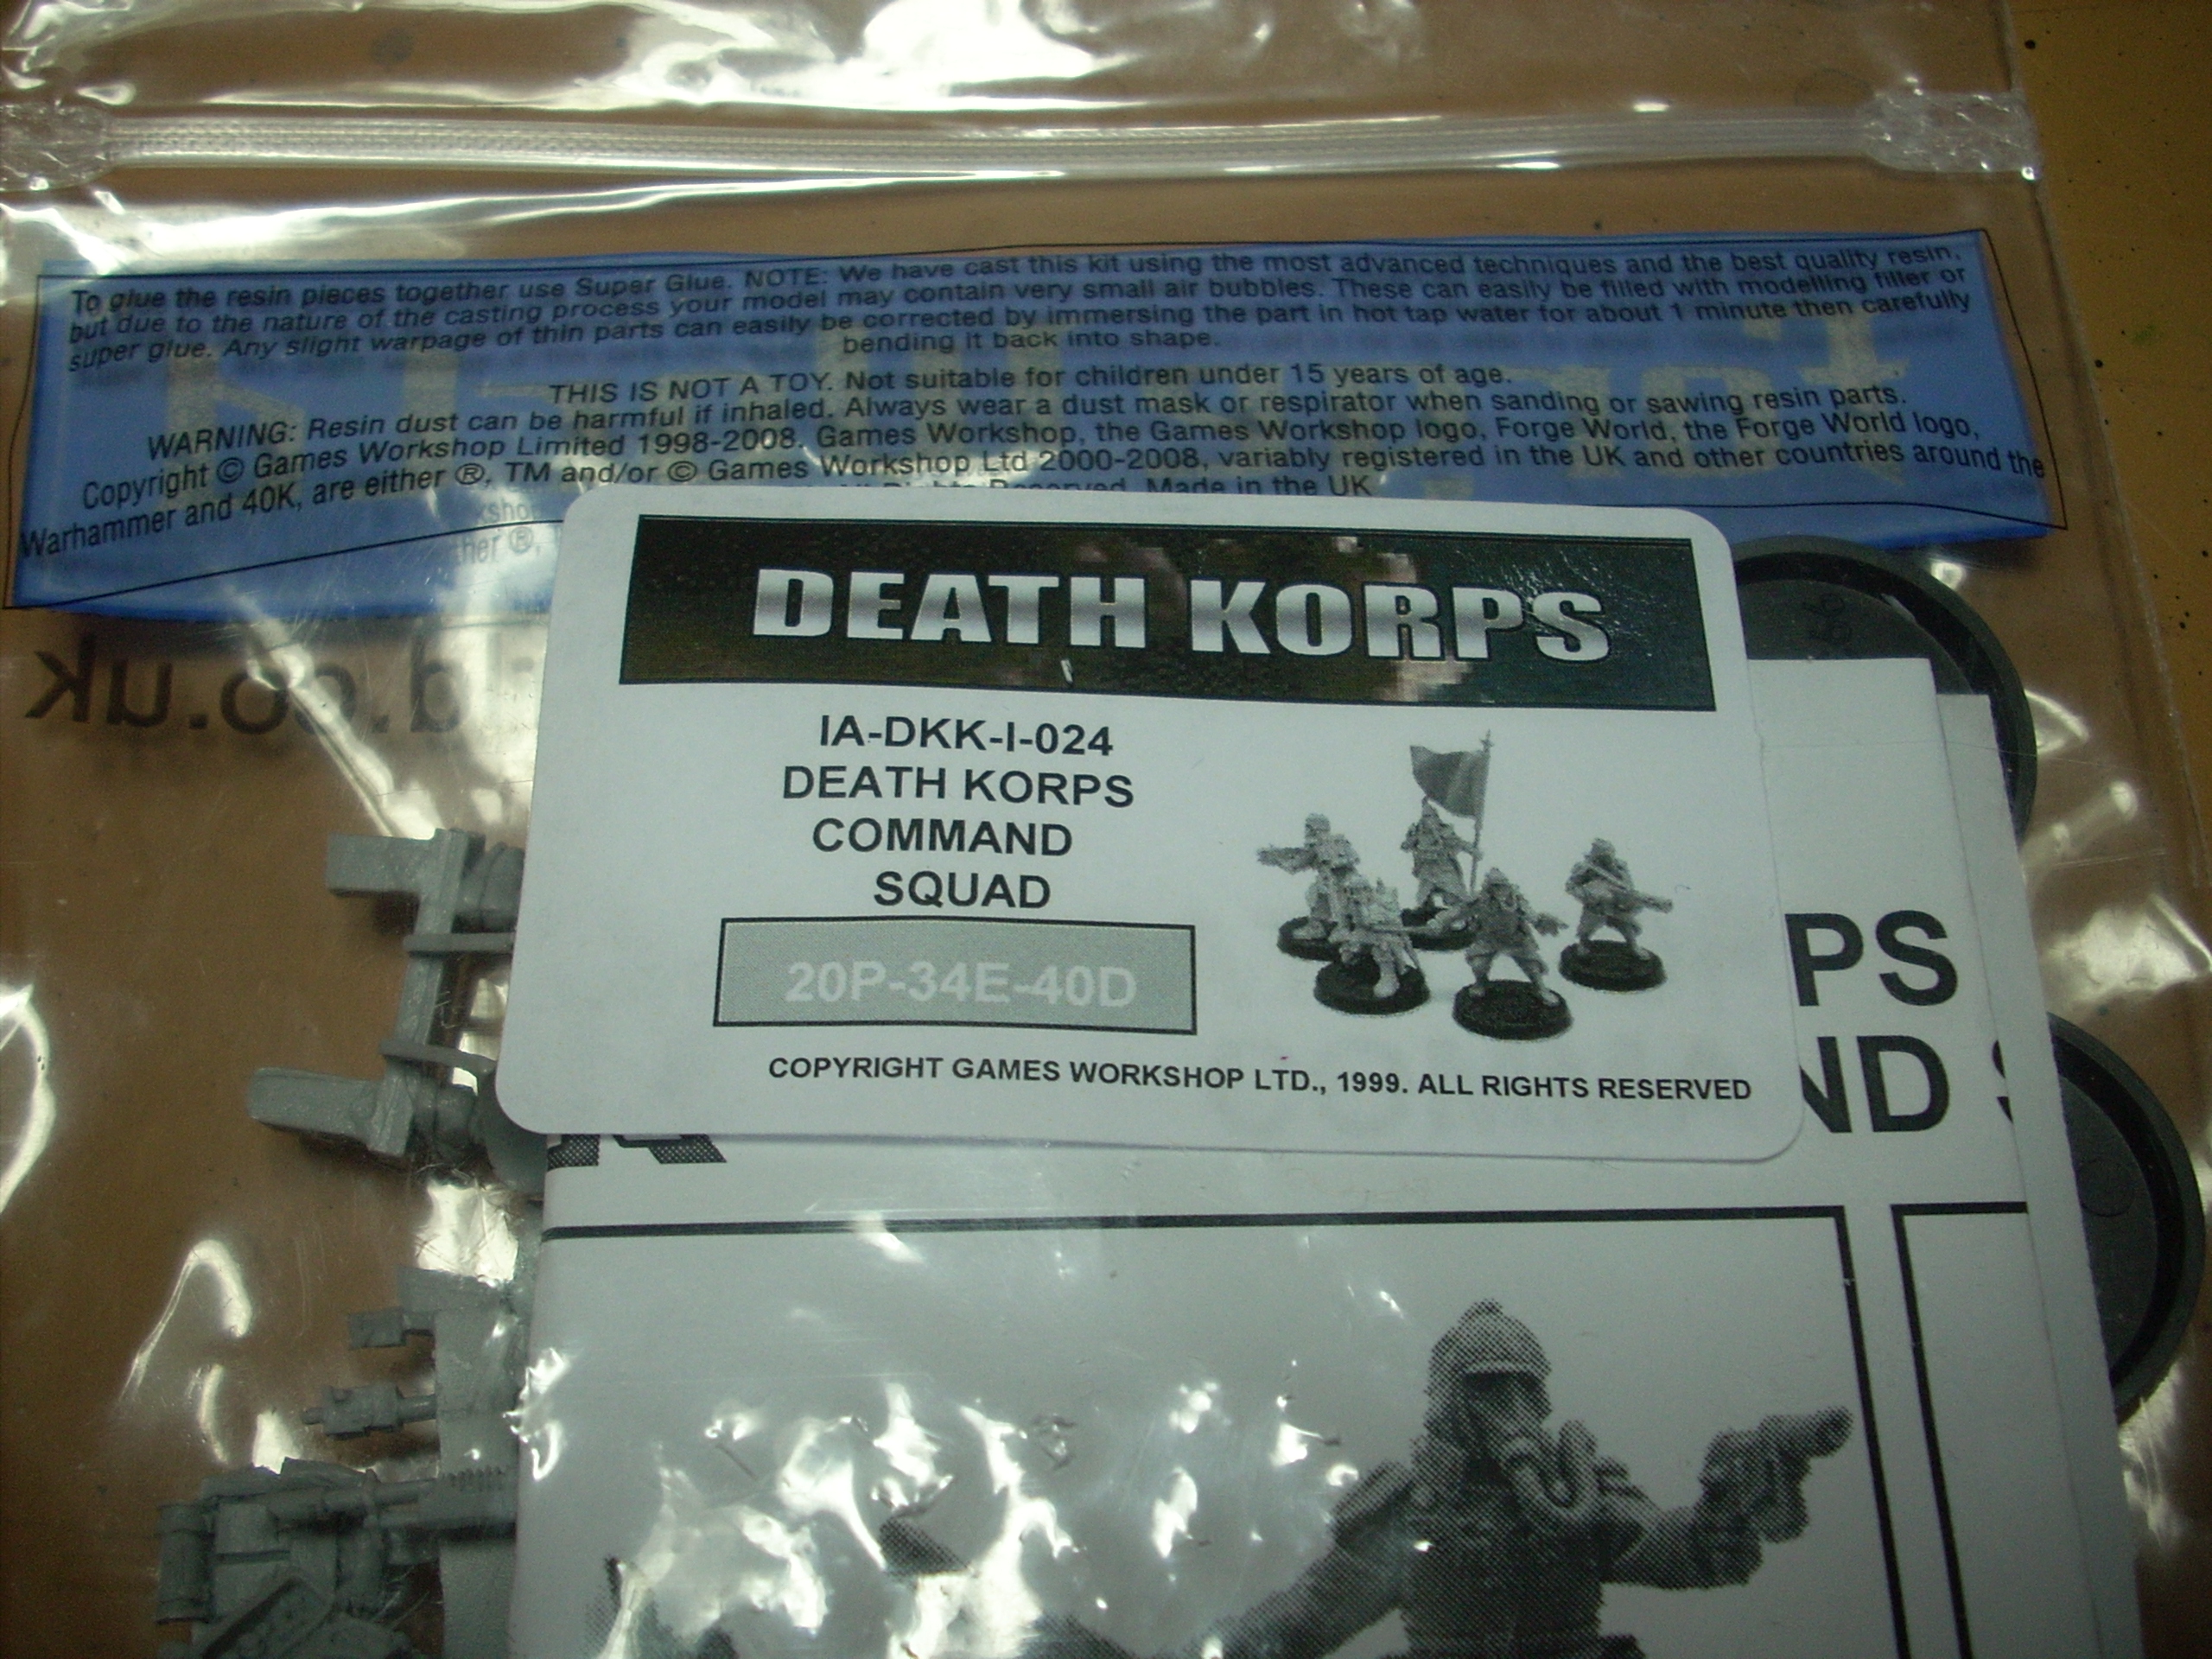 To glue the resin pieces together use Super Glue. NOTE: We have cast this kit using the most advanced techniques and the best quality resin,
but due to the nature of the casting process your model may contain very small air bubbles. These can easily be filled with modelling filler or
super glue. Any slight warpage of thin parts can easily be corrected by immersing the part in hot tap water for about 1 minute then carefully
bending it back into shape.
THIS IS NOT A TOY. Not suitable for children under 15 years of age.
WARNING: Resin dust can be harmful if inhaled. Always wear a dust mask or respirator when sanding or sawing resin parts.
Copyright © Games Workshop Limited 1998-2008. Games Workshop, the Games Workshop logo, Forge World, the Forge World logo,
Warhammer and 40K, are either ®, TM and/or © Games Workshop Ltd 2000-2008, variably registered in the UK and other countries around the
All Rights Reserved. Made in the UK
d.co.uk
DEATH KORPS
IA-DKK-I-024
DEATH KORPS
COMMAND
SQUAD
20P-34E-40D
COPYRIGHT GAMES WORKSHOP LTD., 1999. ALL RIGHTS RESERVED
PS
ND S